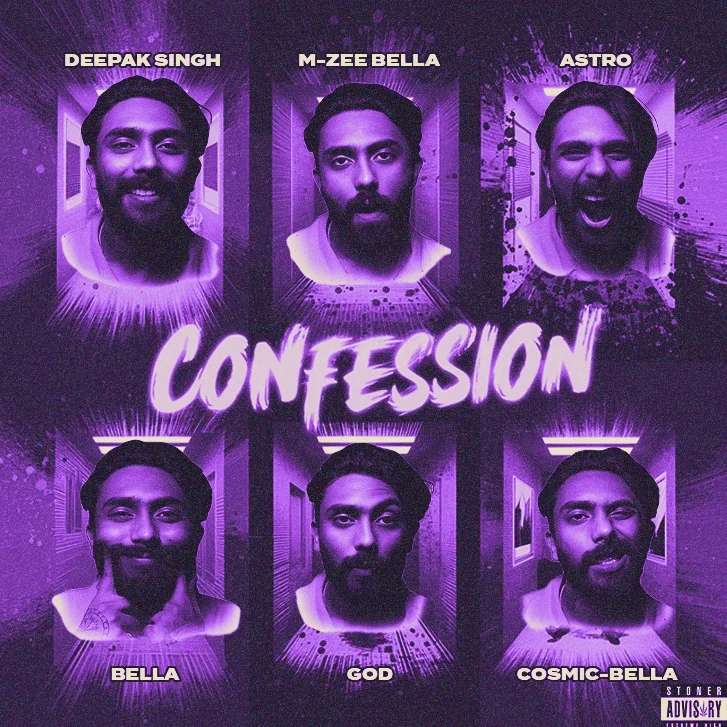 DEEPAK SINGH
M-ZEE BELLA
ASTRO
CONFESSION
BELLA
GOD
COSMIC-BELLA
STONER
ADVISORY